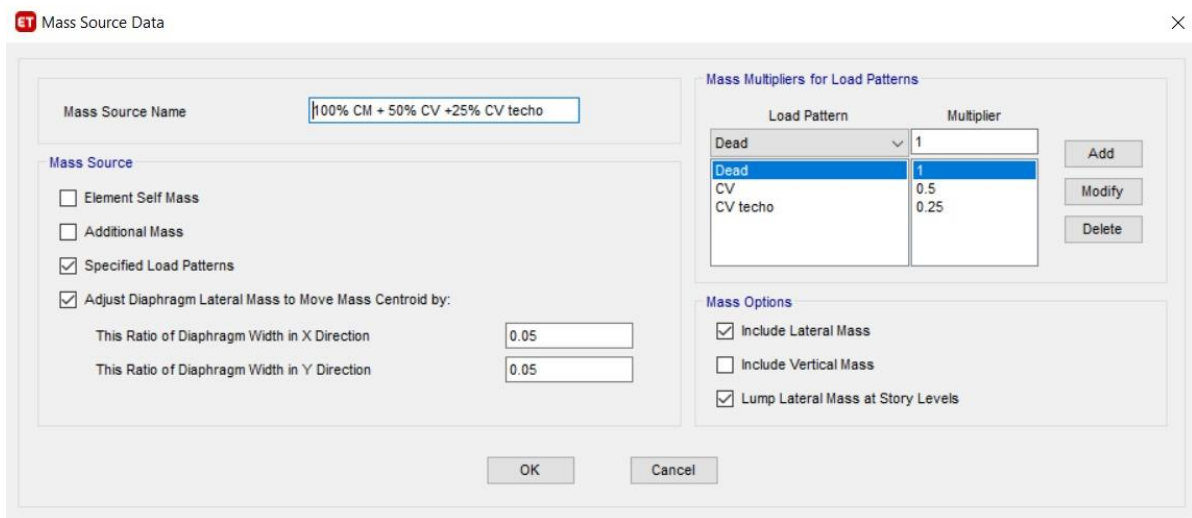 ET Mass Source Data
Mass Source Name 100% CM + 50% CV +25% CV techo
Mass Source
Element Self Mass
Additional Mass
Specified Load Patterns
Adjust Diaphragm Lateral Mass to Move Mass Centroid by:
This Ratio of Diaphragm Width in X Direction 0.05
This Ratio of Diaphragm Width in Y Direction 0.05
Mass Multipliers for Load Patterns
Load Pattern Multiplier
Dead 1
Dead 1
CV 0.5
CV techo 0.25
Add
Modify
Delete
Mass Options
Include Lateral Mass
Include Vertical Mass
Lump Lateral Mass at Story Levels
OK Cancel